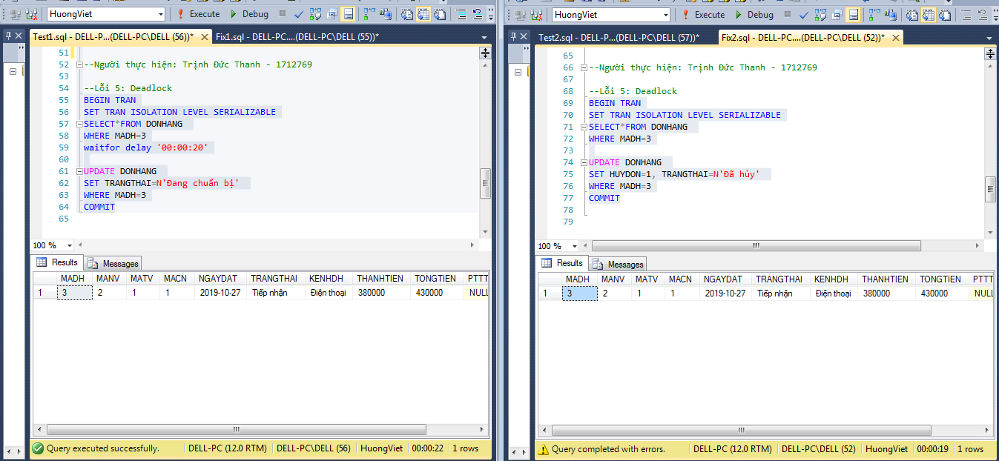 HuongViet
Execute
Debug
Test1.sql - DELL-P...(DELL-PC\DELL (56))*
Fix1.sql - DELL-PC....(DELL-PC\DELL (55))*
51
52 --Người thực hiện: Trịnh Đức Thanh - 1712769
53
54 --Lỗi 5: Deadlock
55 BEGIN TRAN
56 SET TRAN ISOLATION LEVEL SERIALIZABLE
57 SELECT*FROM DONHANG
58 WHERE MADH=3
59 waitfor delay '00:00:20'
60
61 UPDATE DONHANG
62 SET TRANGTHAI=N'Đang chuẩn bị'
63 WHERE MADH=3
64 COMMIT
65
100 %
Results
Messages
MADH MANV MATV MACN NGAYDAT TRANGTHAI KENHDH THANHTIEN TONGTIEN PTTT
1 3 2 1 1 2019-10-27 Tiếp nhận Điện thoại 380000 430000 NULL
Query executed successfully. DELL-PC (12.0 RTM) DELL-PC\DELL (56) HuongViet 00:00:22 1 rows
HuongViet
Execute
Debug
Test2.sql - DELL-P...(DELL-PC\DELL (57))*
Fix2.sql - DELL-PC....(DELL-PC\DELL (52))*
65
66 --Người thực hiện: Trịnh Đức Thanh - 1712769
67
68 --Lỗi 5: Deadlock
69 BEGIN TRAN
70 SET TRAN ISOLATION LEVEL SERIALIZABLE
71 SELECT*FROM DONHANG
72 WHERE MADH=3
73
74 UPDATE DONHANG
75 SET HUYDON=1, TRANGTHAI=N'Đã hủy'
76 WHERE MADH=3
77 COMMIT
78
79
100 %
Results
Messages
MADH MANV MATV MACN NGAYDAT TRANGTHAI KENHDH THANHTIEN TONGTIEN PTTT
1 3 2 1 1 2019-10-27 Tiếp nhận Điện thoại 380000 430000 NULL
Query completed with errors. DELL-PC (12.0 RTM) DELL-PC\DELL (52) HuongViet 00:00:19 1 rows